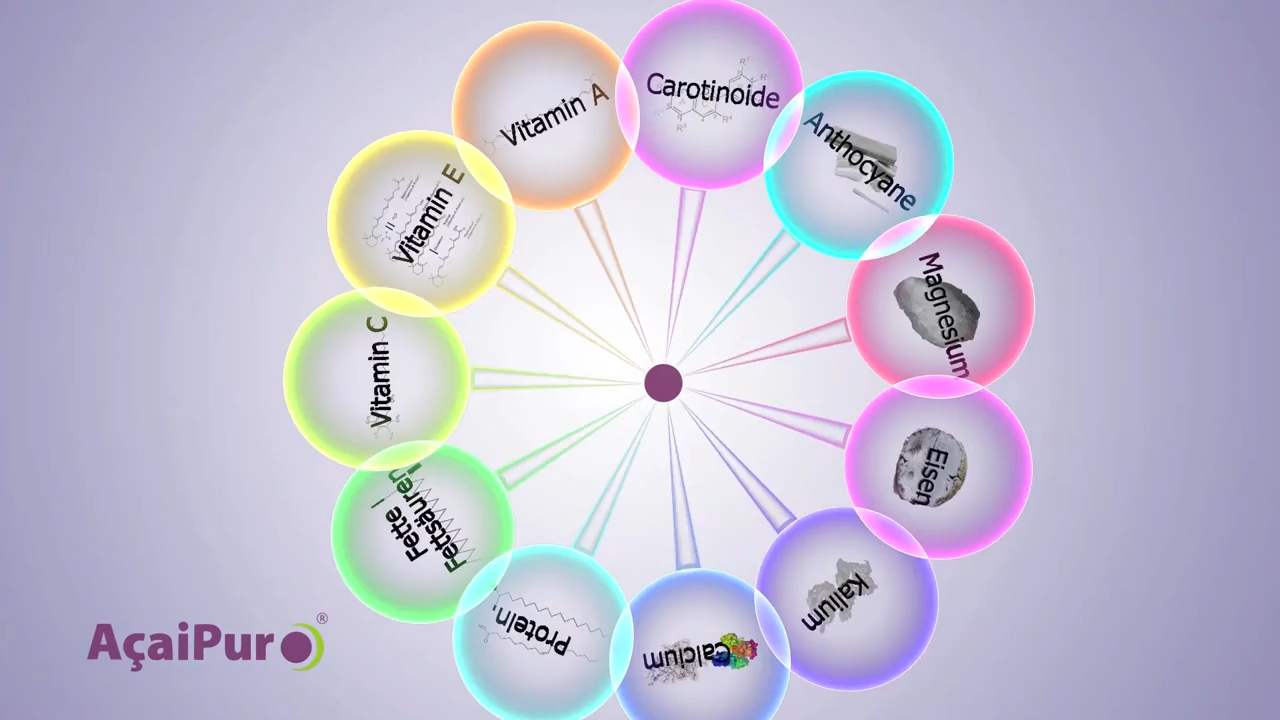 Carotinoide
Anthocyane
Magnesium
Eisen
Kalium
Calcium
Protein
Fette
Fettsäuren
Vitamin C
Vitamin E
Vitamin A
AçaiPur®